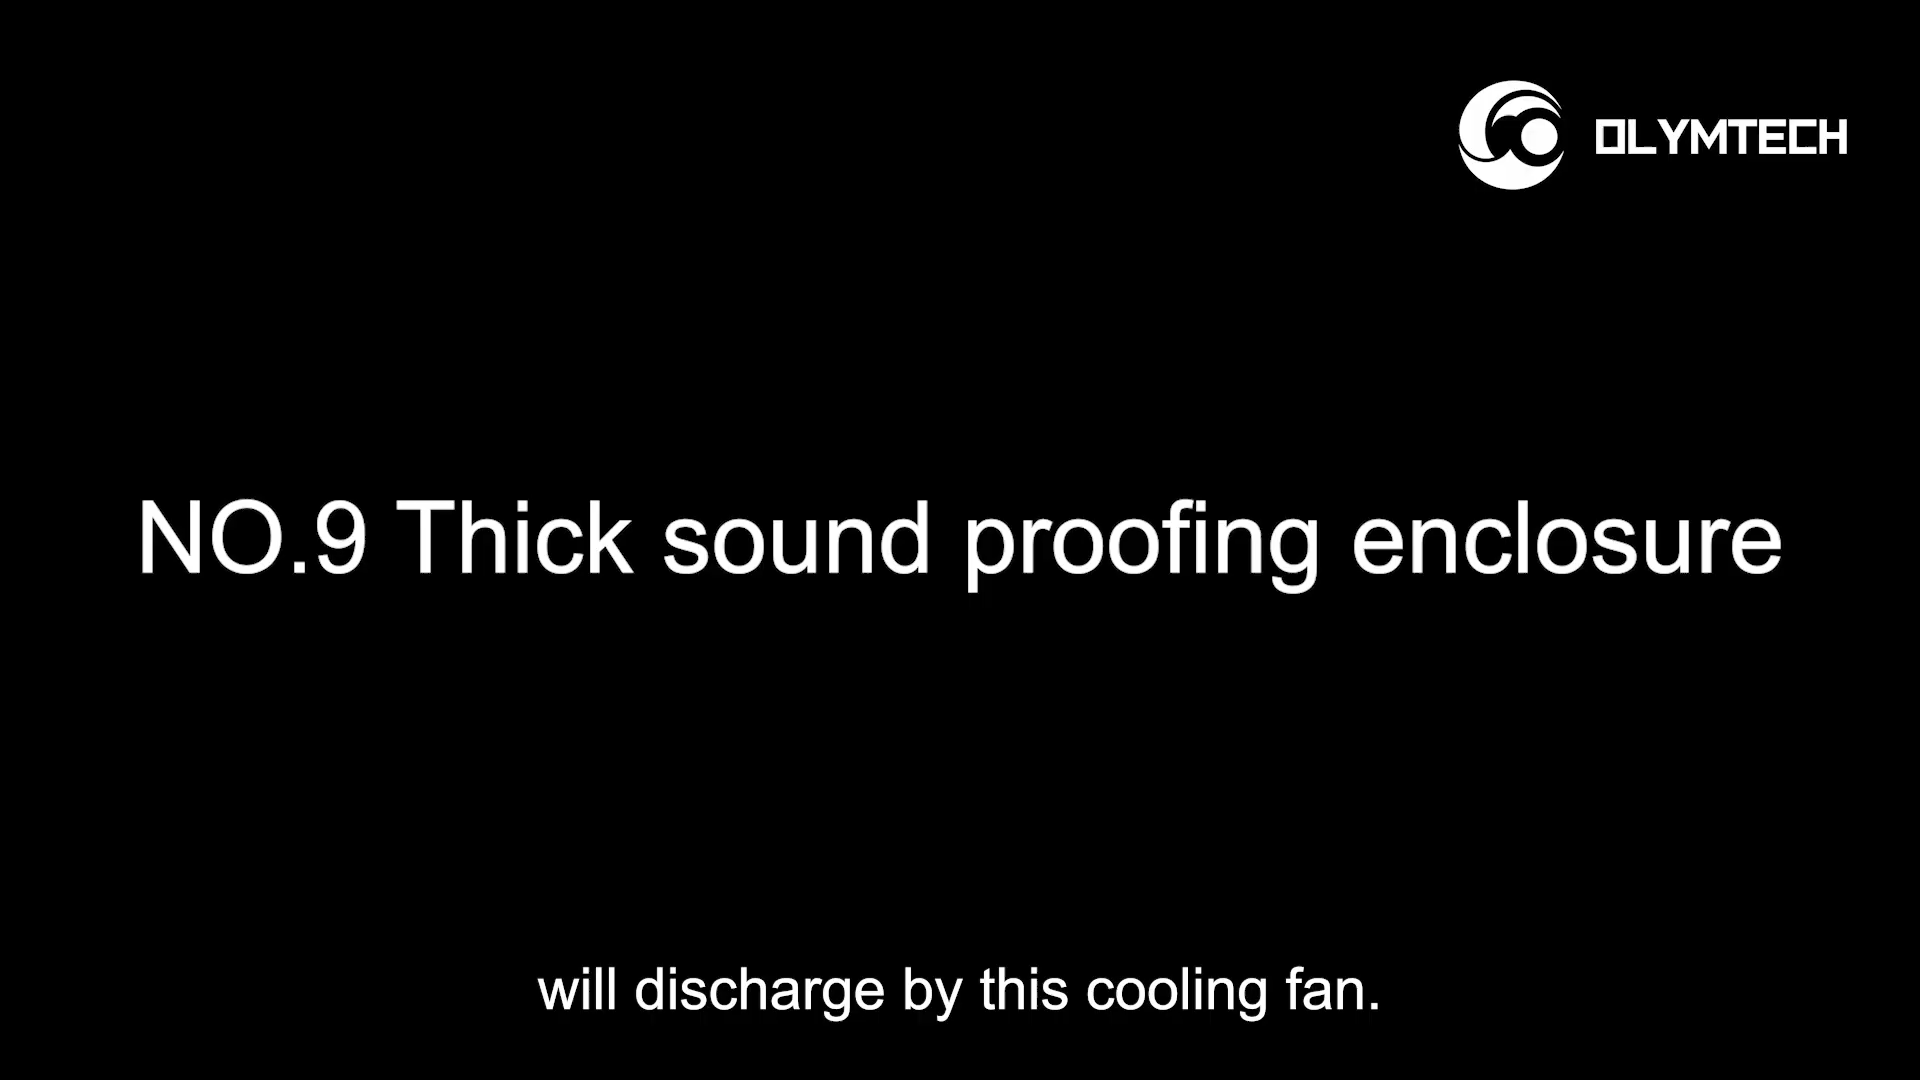 OLYMTECH
NO.9 Thick sound proofing enclosure
will discharge by this cooling fan.